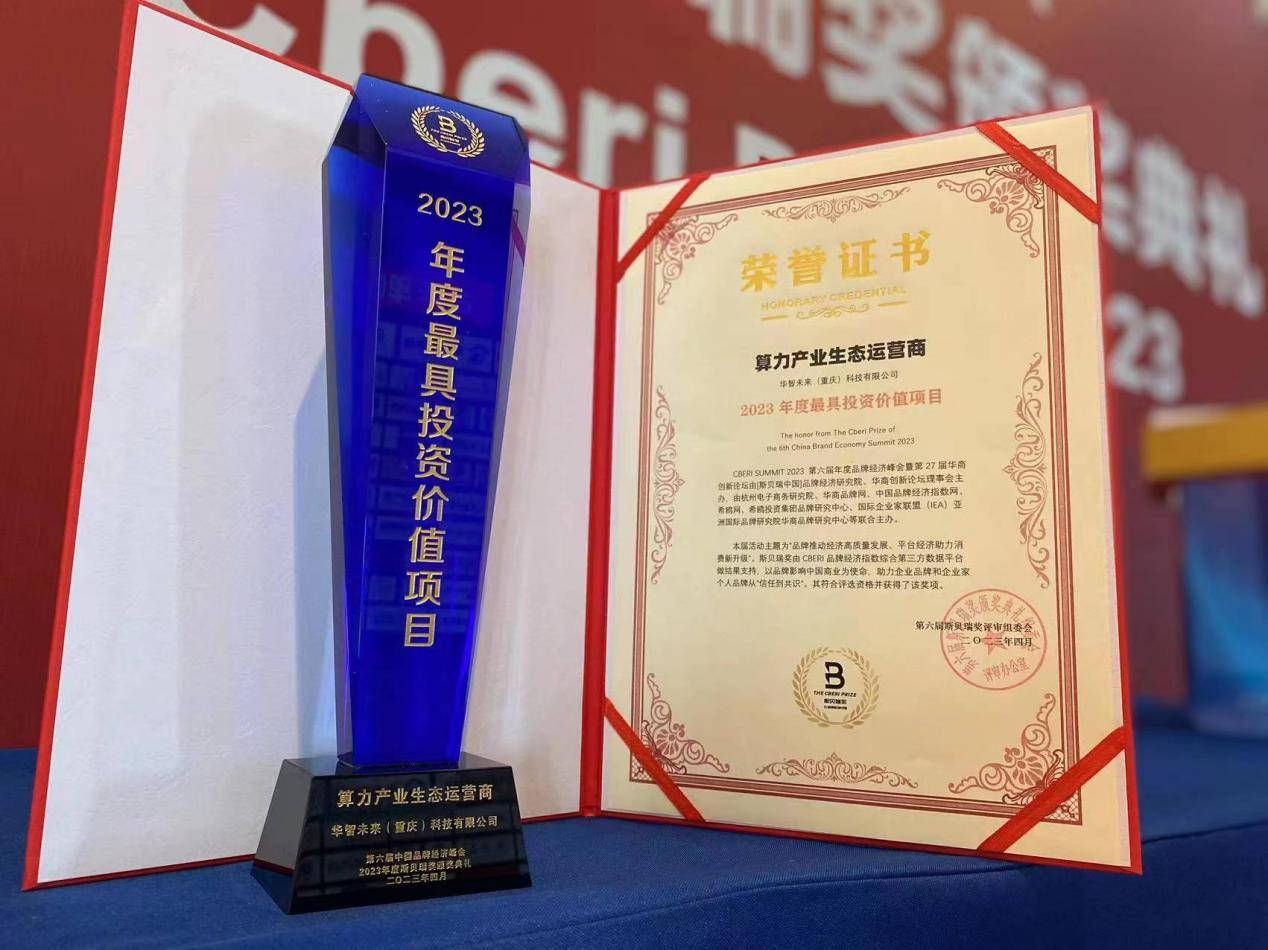 Cberi
奖颁奖典礼
23
B
THE CBERI PRIZE
2023
年度最具投资价值项目
算力产业生态运营商
华智未来（重庆）科技有限公司
第六届中国品牌经济峰会
2023年度斯贝瑞奖颁奖典礼
二〇二三年四月
荣誉证书
HONORARY CREDENTIAL
算力产业生态运营商
华智未来（重庆）科技有限公司
2023 年度最具投资价值项目
The honor from The Cberi Prize of
the 6th China Brand Economy Summit 2023
CBERI SUMMIT 2023 第六届年度品牌经济峰会暨第 27 届华商
创新论坛由[斯贝瑞中国]品牌经济研究院、华商创新论坛理事会主
办，由杭州电子商务研究院、华商品牌网、中国品牌经济指数网、
希鸥网、希鸥投资集团品牌研究中心、国际企业家联盟（IEA）亚
洲国际品牌研究院华商品牌研究中心等联合主办。
本届活动主题为“品牌推动经济高质量发展、平台经济助力消
费新升级”。斯贝瑞奖由 CBERI 品牌经济指数综合第三方数据平台
做结果支持，以品牌影响中国商业为使命，助力企业品牌和企业家
个人品牌从“信任到共识”。其符合评选资格并获得了该奖项。
第六届斯贝瑞奖评审组委会
二〇二三年四月
评审办公室
B
THE CBERI PRIZE
斯贝瑞奖